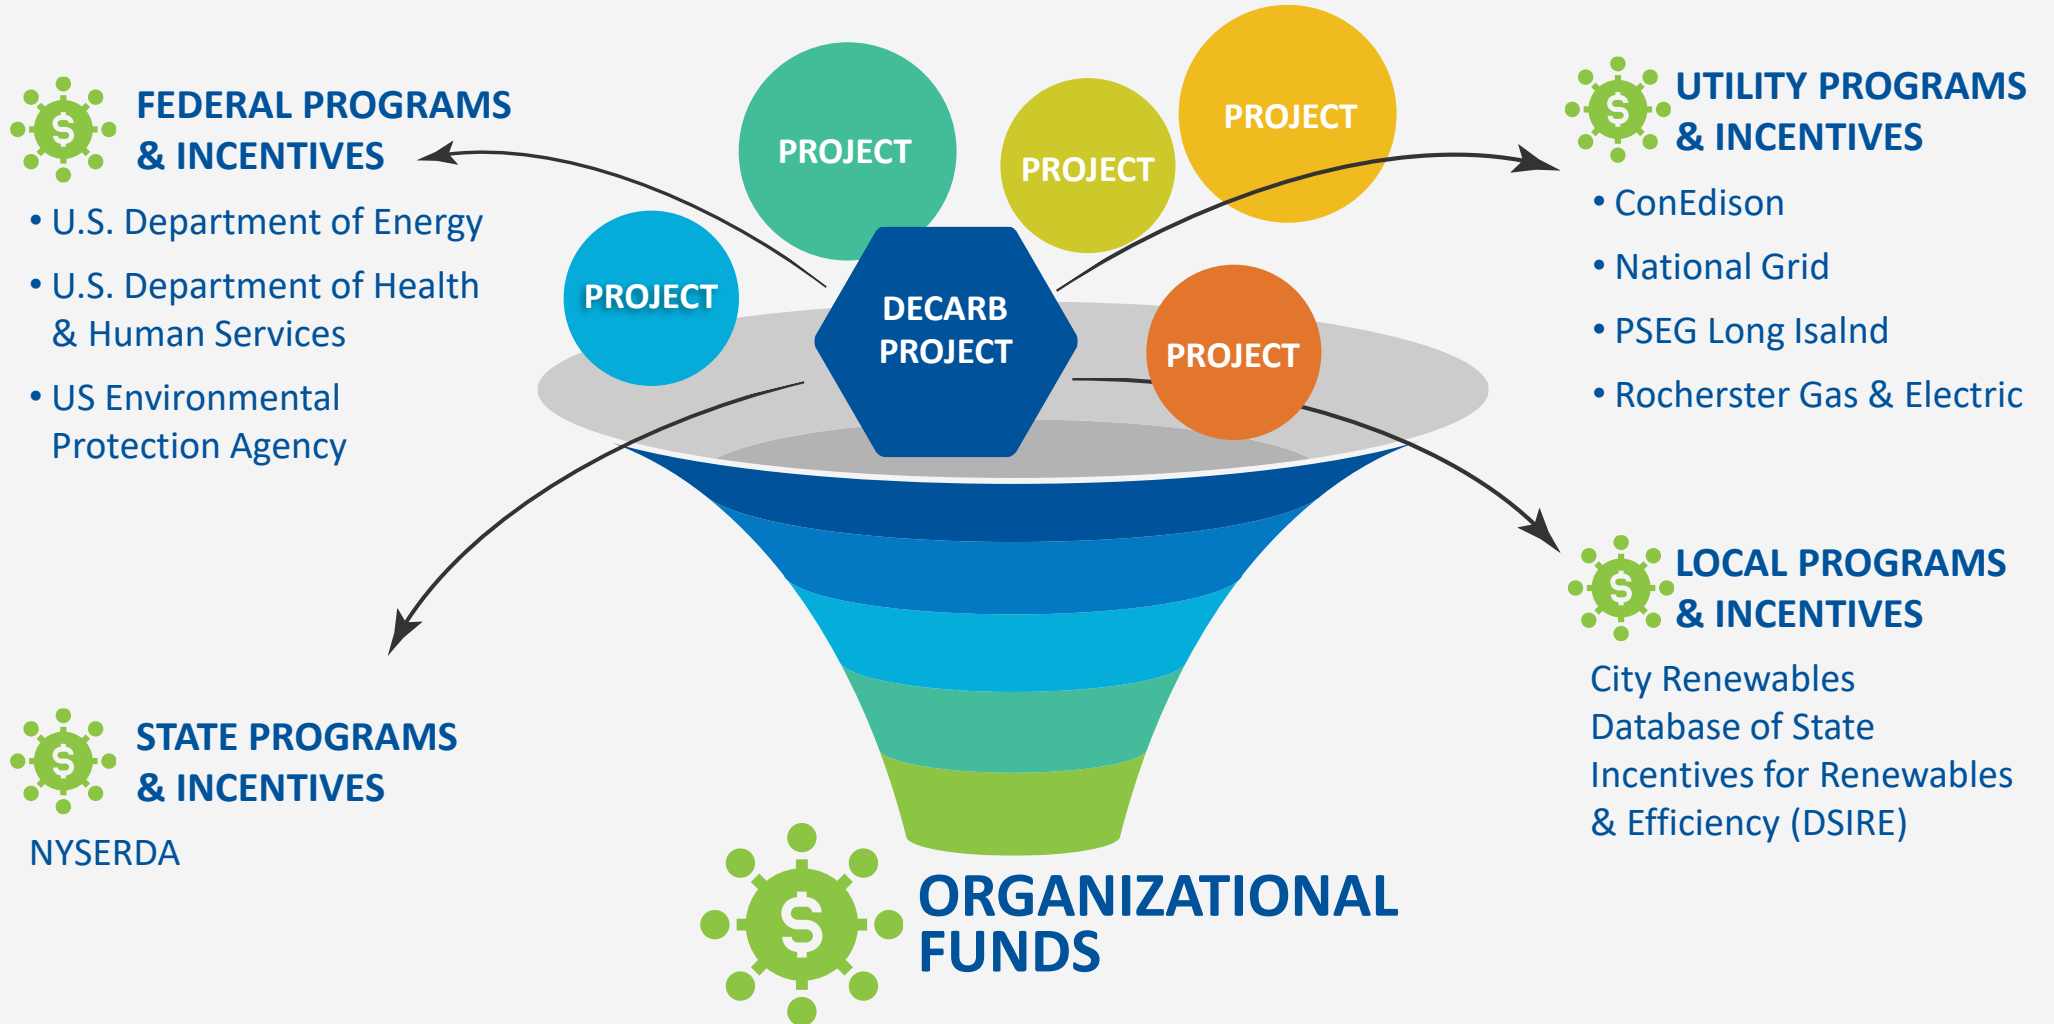 FEDERAL PROGRAMS
& INCENTIVES
• U.S. Department of Energy
• U.S. Department of Health
& Human Services
• US Environmental
Protection Agency
STATE PROGRAMS
& INCENTIVES
NYSERDA
PROJECT
PROJECT
PROJECT
PROJECT
DECARB
PROJECT
PROJECT
UTILITY PROGRAMS
& INCENTIVES
• ConEdison
• National Grid
• PSEG Long Isalnd
• Rocherster Gas & Electric
LOCAL PROGRAMS
& INCENTIVES
City Renewables
Database of State
Incentives for Renewables
& Efficiency (DSIRE)
ORGANIZATIONAL
FUNDS